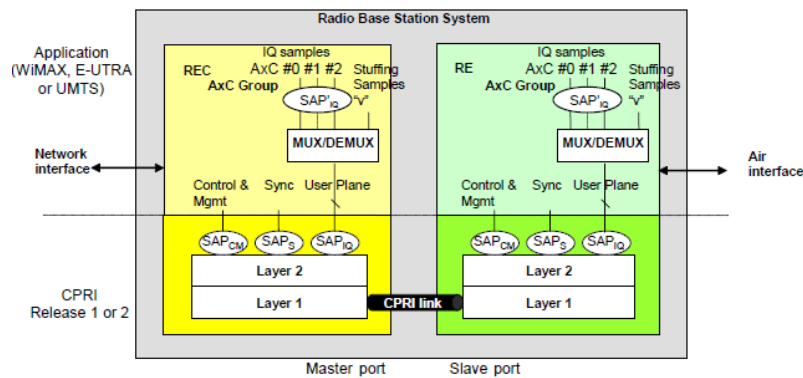 Radio Base Station System
Application
(WiMAX, E-UTRA
or UMTS)
REC
IQ samples
AxC #0 #1 #2
AxC Group
Stuffing
Samples
"v"
SAP'IQ
MUX/DEMUX
RE
IQ samples
AxC #0 #1 #2
AxC Group
Stuffing
Samples
"v"
SAP'IQ
MUX/DEMUX
Network
interface
Air
interface
Control &
Mgmt
Sync
User Plane
Control &
Mgmt
Sync
User Plane
SAPCM
SAPS
SAPIQ
SAPCM
SAPS
SAPIQ
Layer 2
Layer 2
CPRI
Release 1 or 2
Layer 1
CPRI link
Layer 1
Master port
Slave port